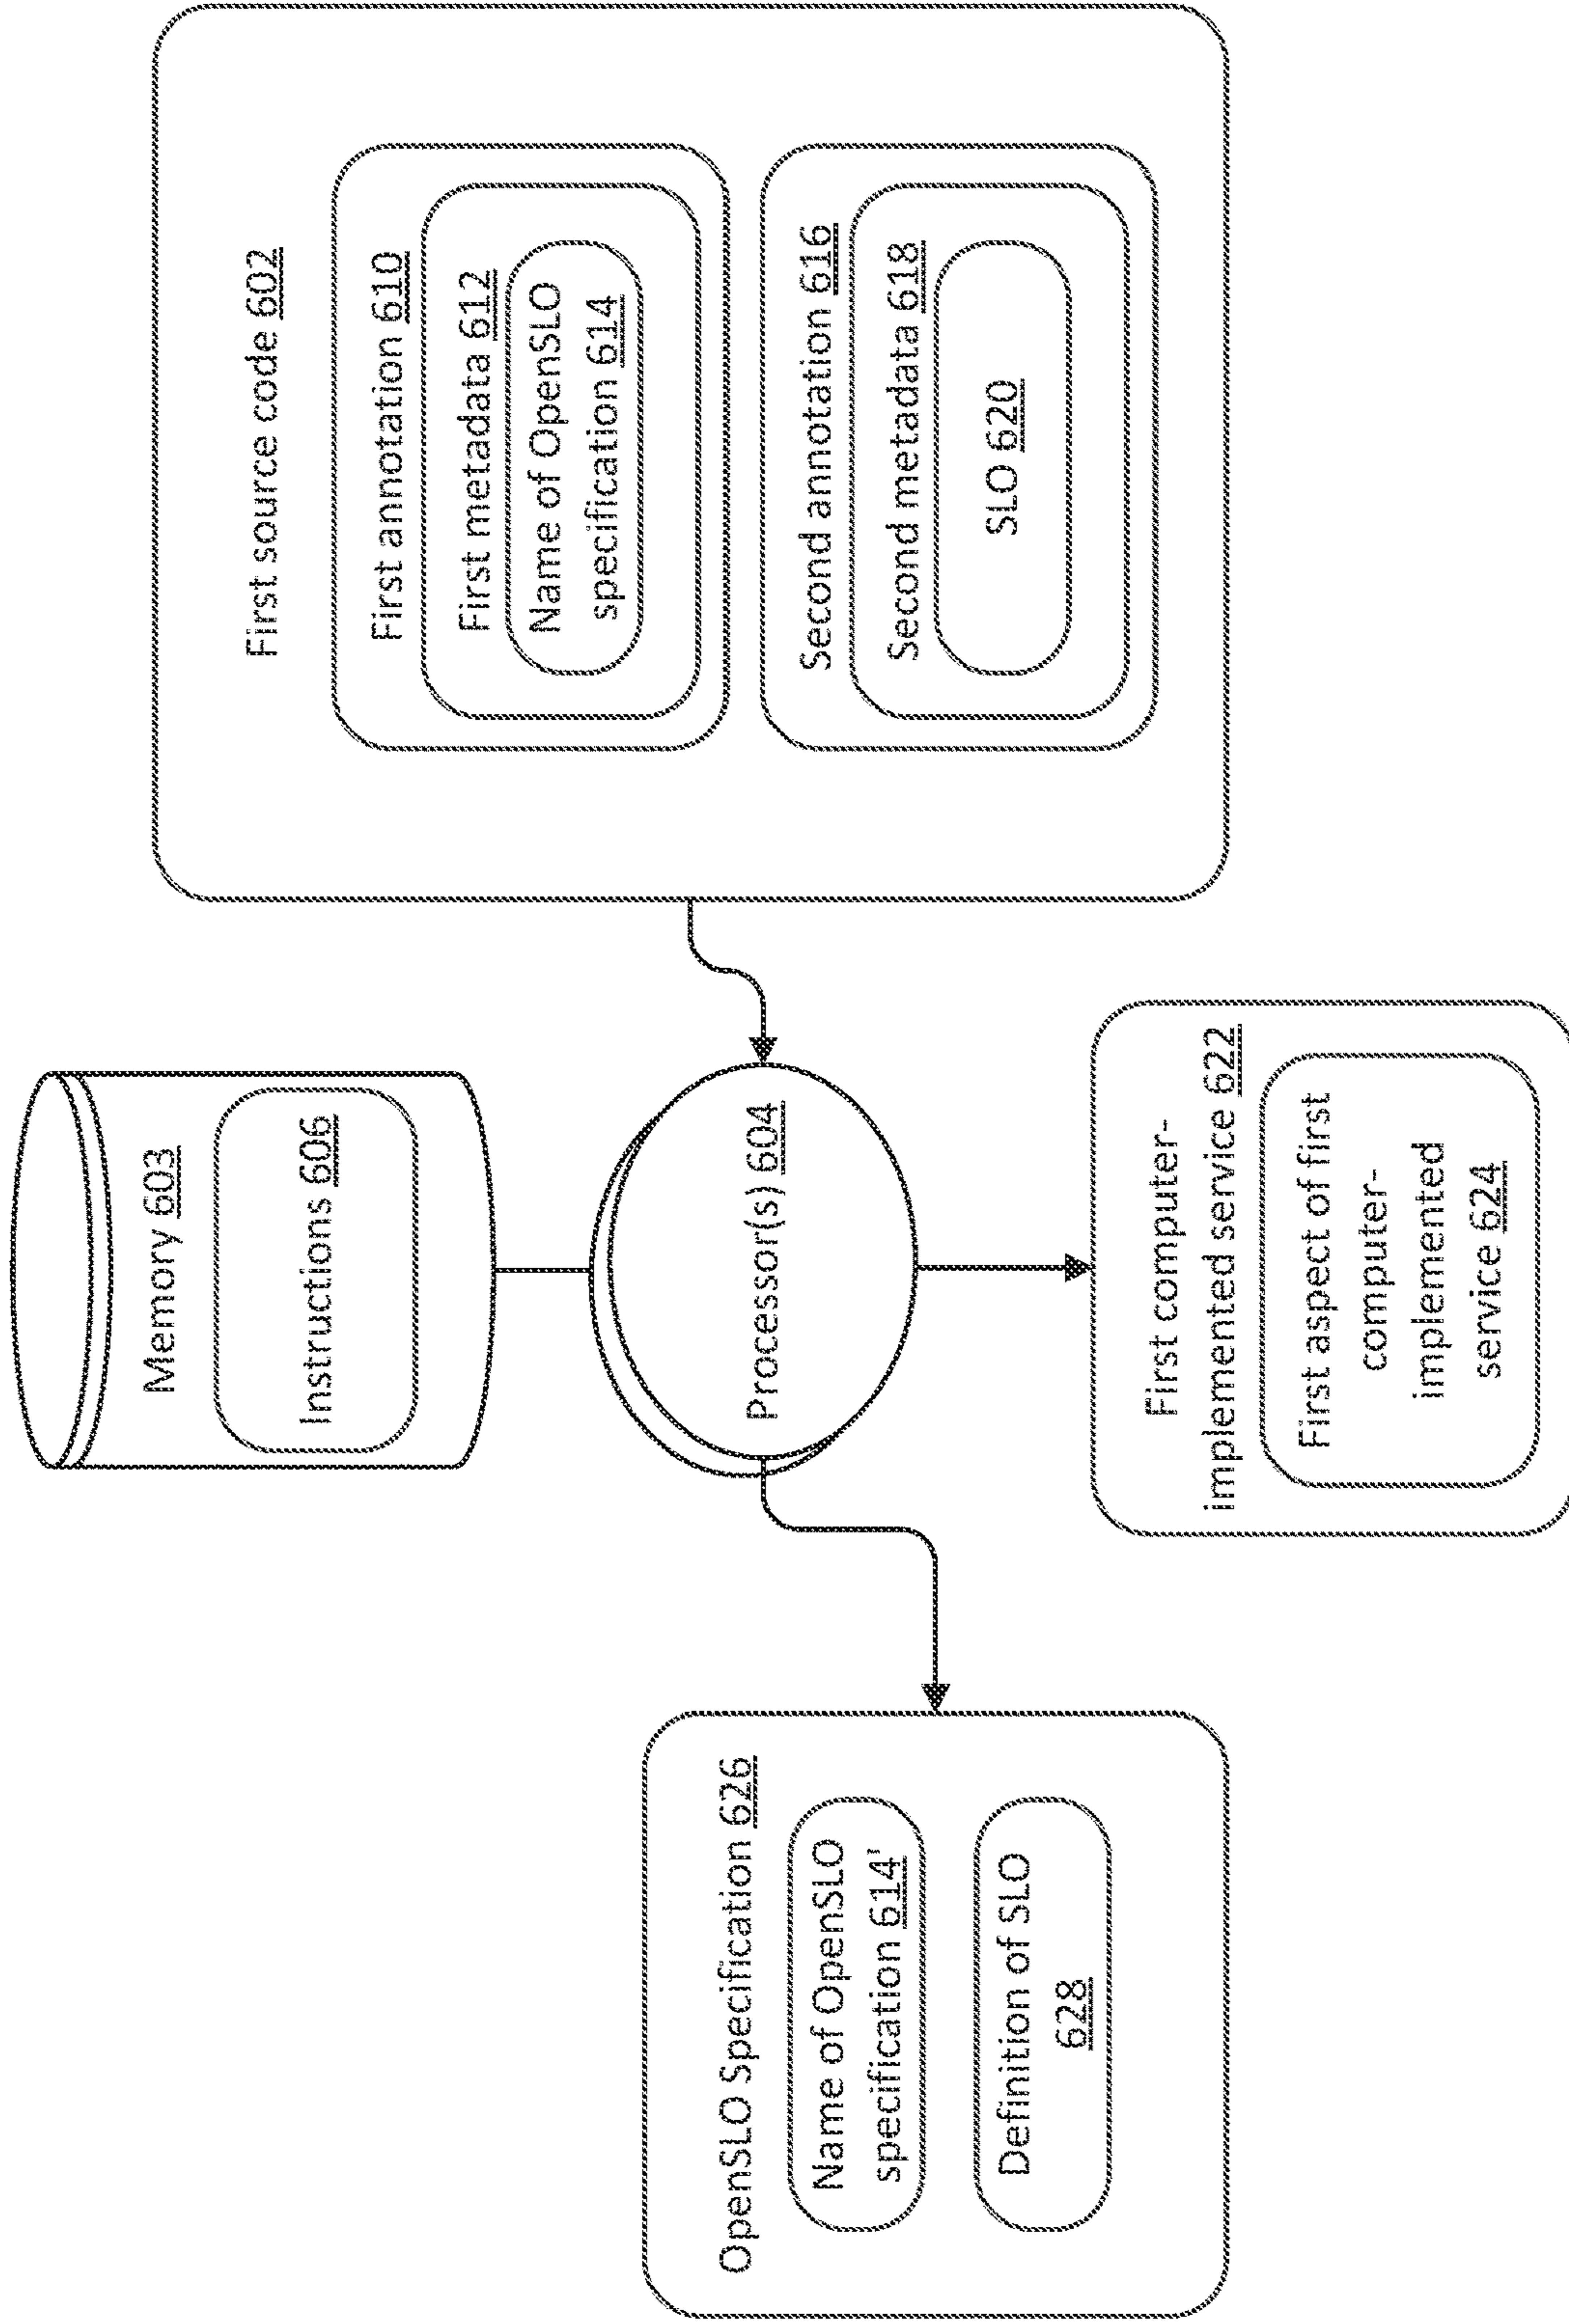 Memory 603
Instructions 606
OpenSLO Specification 626
Name of OpenSLO
specification 614'
Definition of SLO
628
Processor(s) 604
First computer-
implemented service 622
First aspect of first
computer-
implemented
service 624
First source code 602
First annotation 610
First metadata 612
Name of OpenSLO
specification 614
Second annotation 616
Second metadata 618
SLO 620